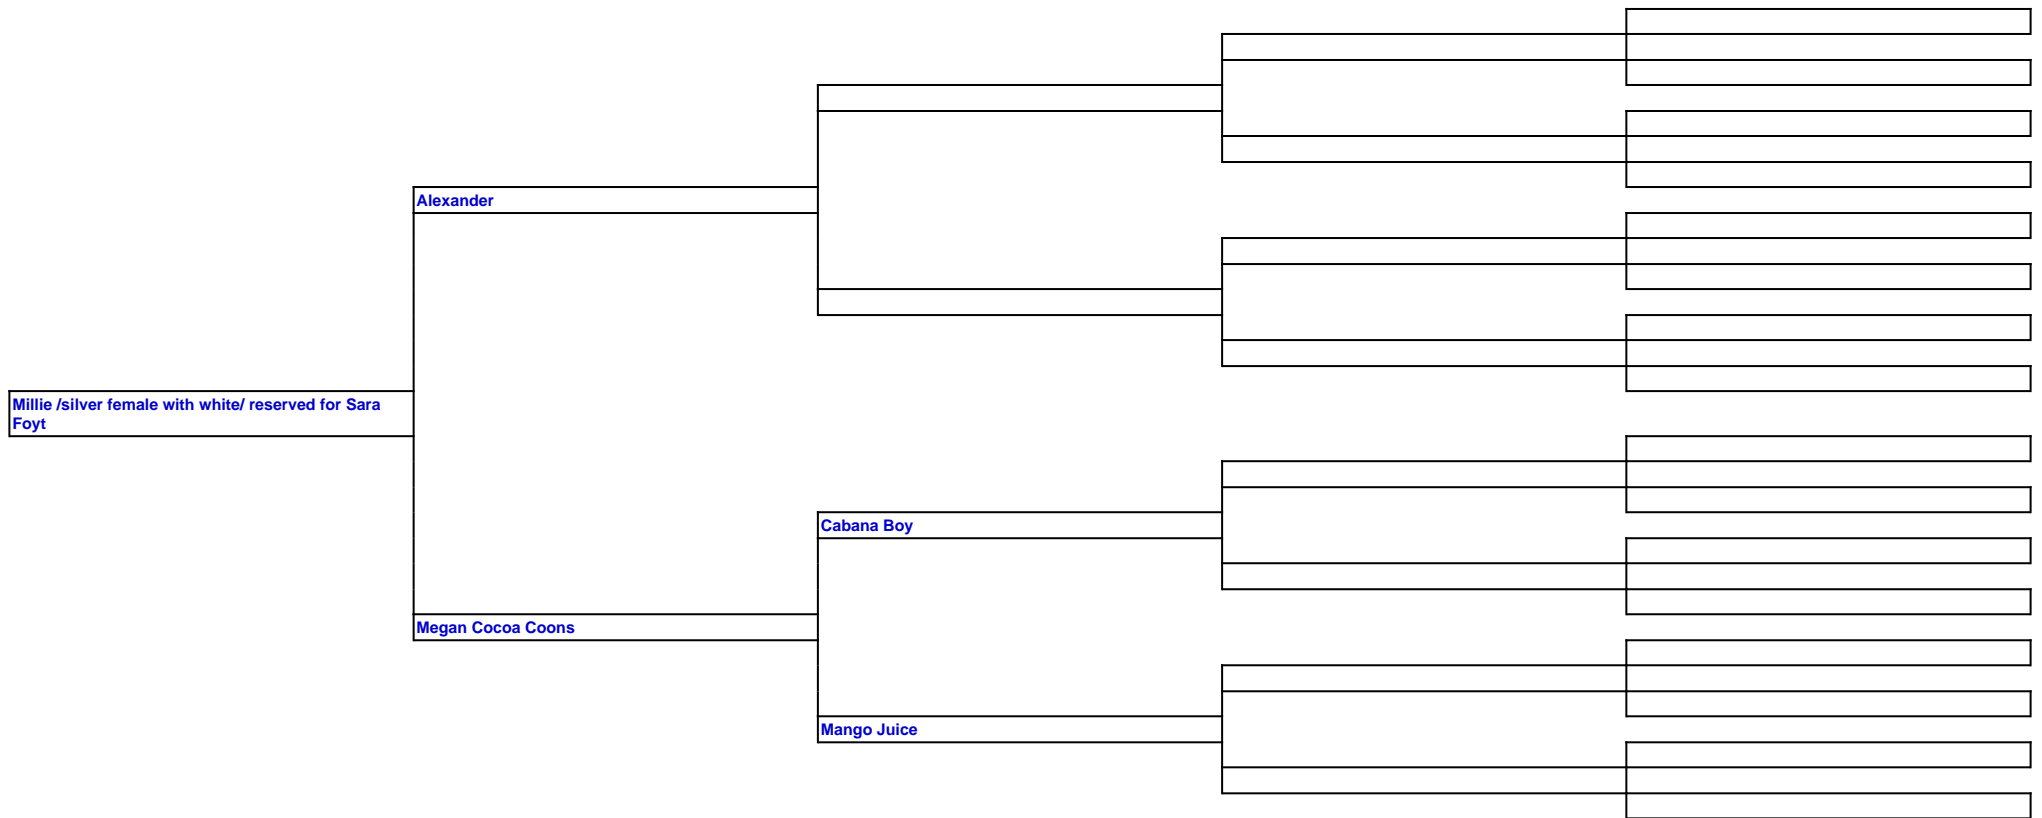 Alexander
Millie /silver female with white/ reserved for Sara
Foyt
Cabana Boy
Megan Cocoa Coons
Mango Juice